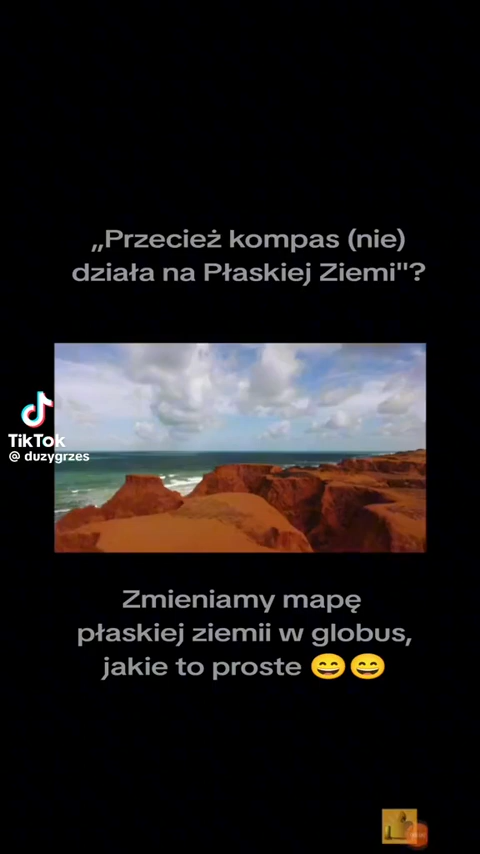 „Przecież kompas (nie)
działa na Płaskiej Ziemi"?
TikTok
@ duzygrzes
Zmieniamy mapę
płaskiej ziemii w globus,
jakie to proste 😄😄